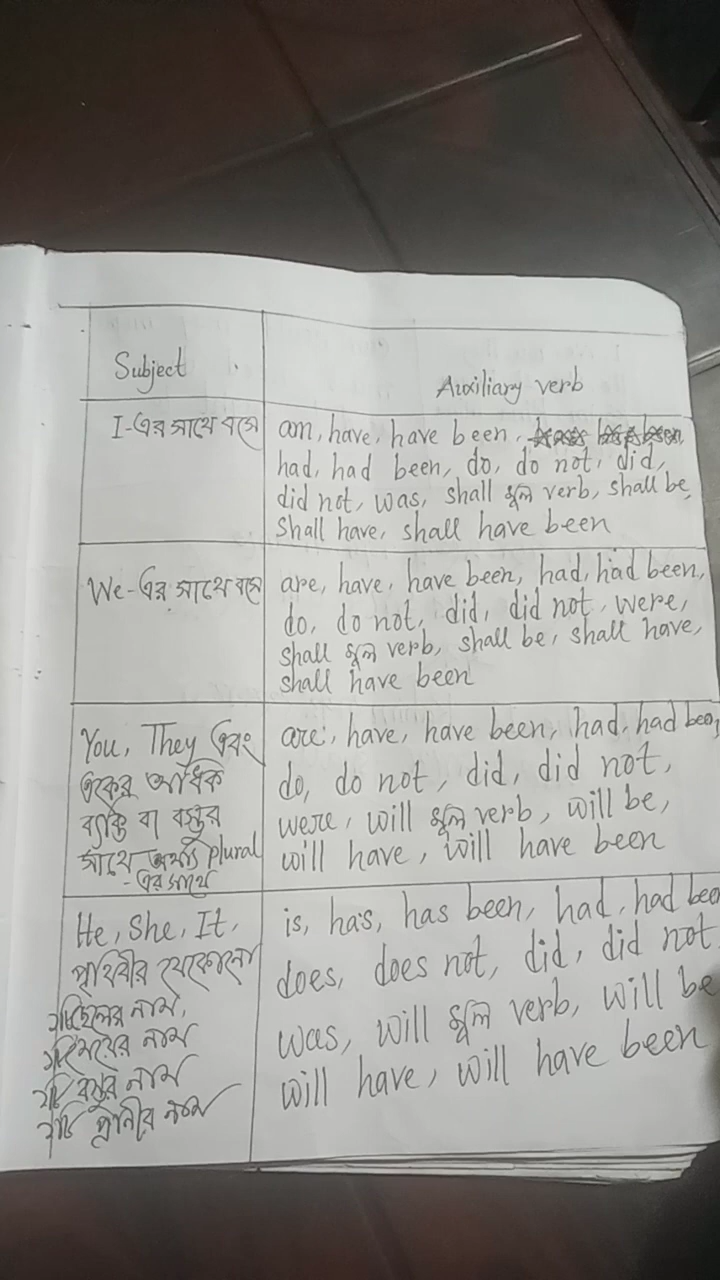 Subject
Auxiliary verb
I-এর সাথে বসে
am, have, have been,
had, had been, do, do not, did,
did not, was, shall মূল verb, shall be,
Shall have, shall have been
We-এর সাথে বসে
are, have, have been, had, had been,
do, do not, did, did not, were,
shall মূল verb, shall be, shall have,
shall have been
You, They এবং
একের অধিক
ব্যক্তি বা বস্তুর
সাথে অর্থাৎ plural
-এর সাথে
are, have, have been, had, had been,
do, do not, did, did not,
were, will মূল verb, will be,
will have, will have been
He, She, It,
পৃথিবীর যেকোনো
১টি ছেলের নাম,
১টি মেয়ের নাম
১টি বস্তুর নাম
১টি প্রানীর নাম
is, has, has been, had, had been
does, does not, did, did not
was, will মূল verb, will be
will have, will have been